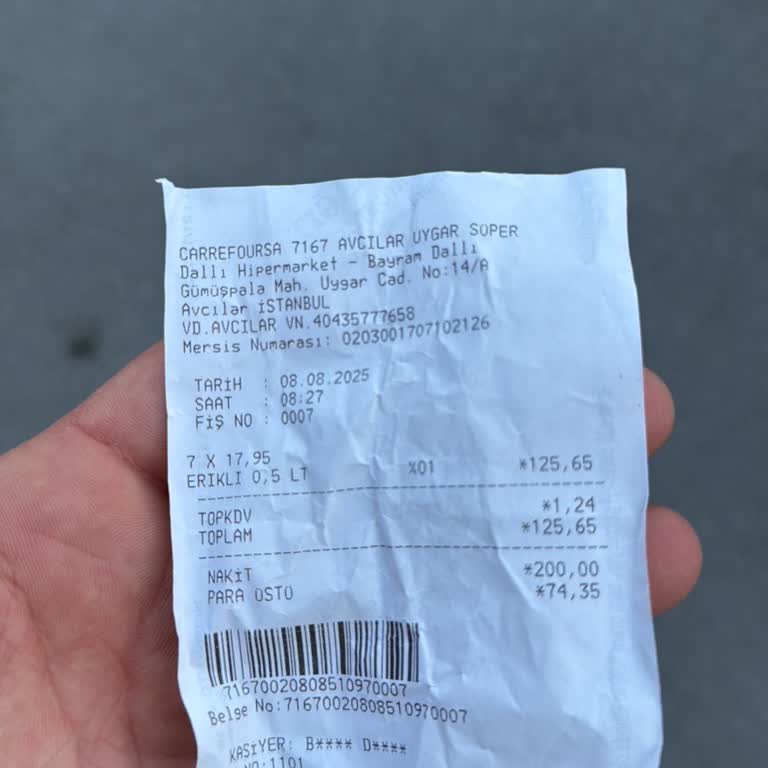 CARREFOURSA 7167 AVCILAR UYGAR SÜPER
Dallı Hipermarket - Bayram Dallı
Gümüşpala Mah. Uygar Cad. No:14/A
Avcılar İSTANBUL
VD.AVCILAR VN.40435777658
Mersis Numarası: 0203001707102126
TARİH : 08.08.2025
SAAT : 08:27
FİŞ NO : 0007
7 X 17,95
ERIKLI 0,5 LT %01 *125,65
TOPKDV *1,24
TOPLAM *125,65
NAKİT *200,00
PARA ÜSTÜ *74,35
71670020808510970007
Belge No:71670020808510970007
KASİYER: B**** D****
NO:1101